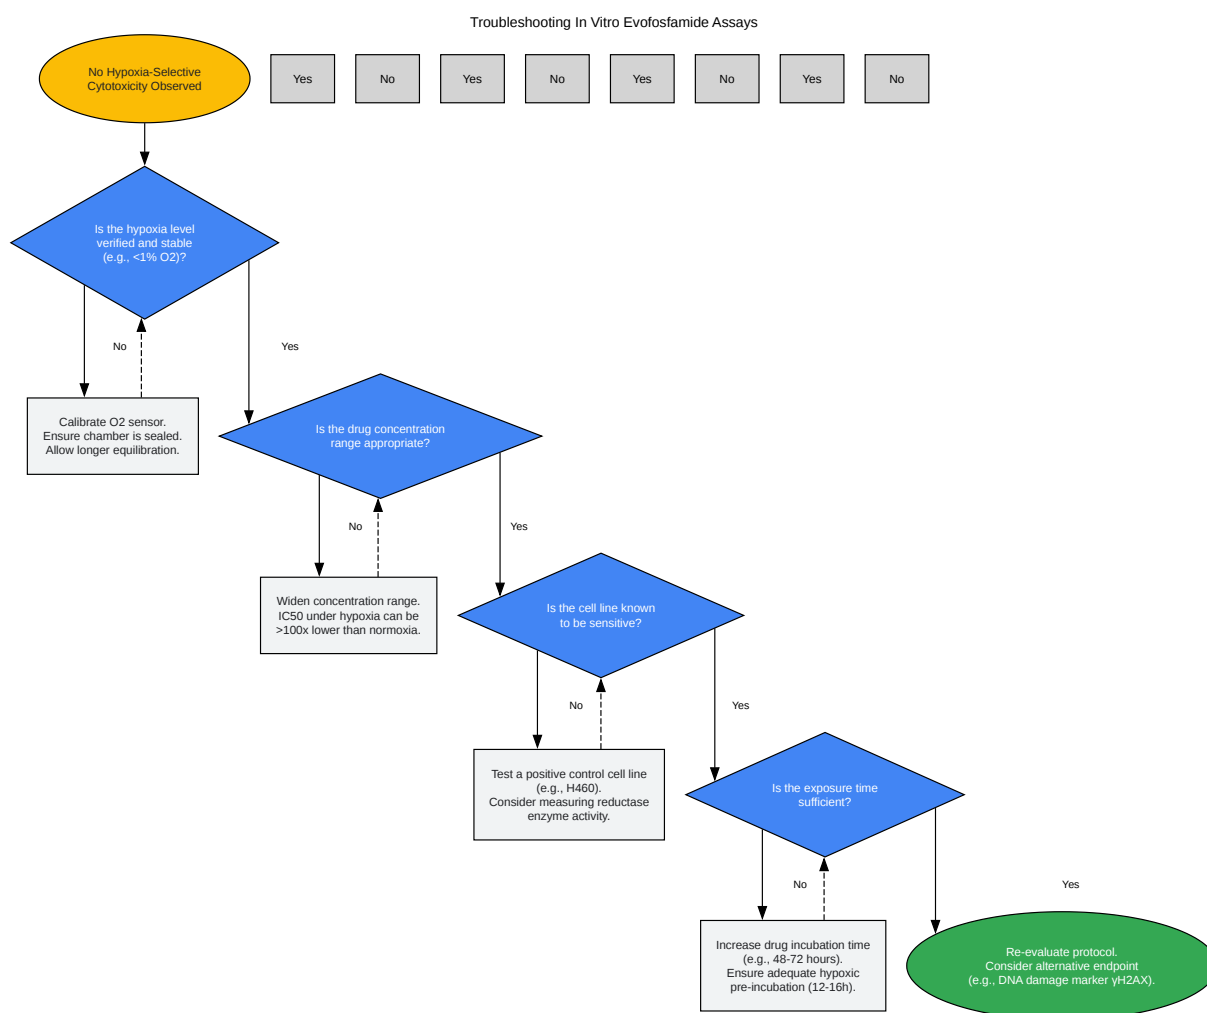 Troubleshooting In Vitro Evofosfamide Assays
No Hypoxia-Selective
Cytotoxicity Observed
Yes
No
Yes
No
Yes
No
Yes
No
Is the hypoxia level
verified and stable
(e.g., <1% O2)?
No
Yes
Calibrate O2 sensor.
Ensure chamber is sealed.
Allow longer equilibration.
Is the drug concentration
range appropriate?
No
Yes
Widen concentration range.
IC50 under hypoxia can be
>100x lower than normoxia.
Is the cell line known
to be sensitive?
No
Yes
Test a positive control cell line
(e.g., H460).
Consider measuring reductase
enzyme activity.
Is the exposure time
sufficient?
No
Yes
Increase drug incubation time
(e.g., 48-72 hours).
Ensure adequate hypoxic
pre-incubation (12-16h).
Re-evaluate protocol.
Consider alternative endpoint
(e.g., DNA damage marker γH2AX).